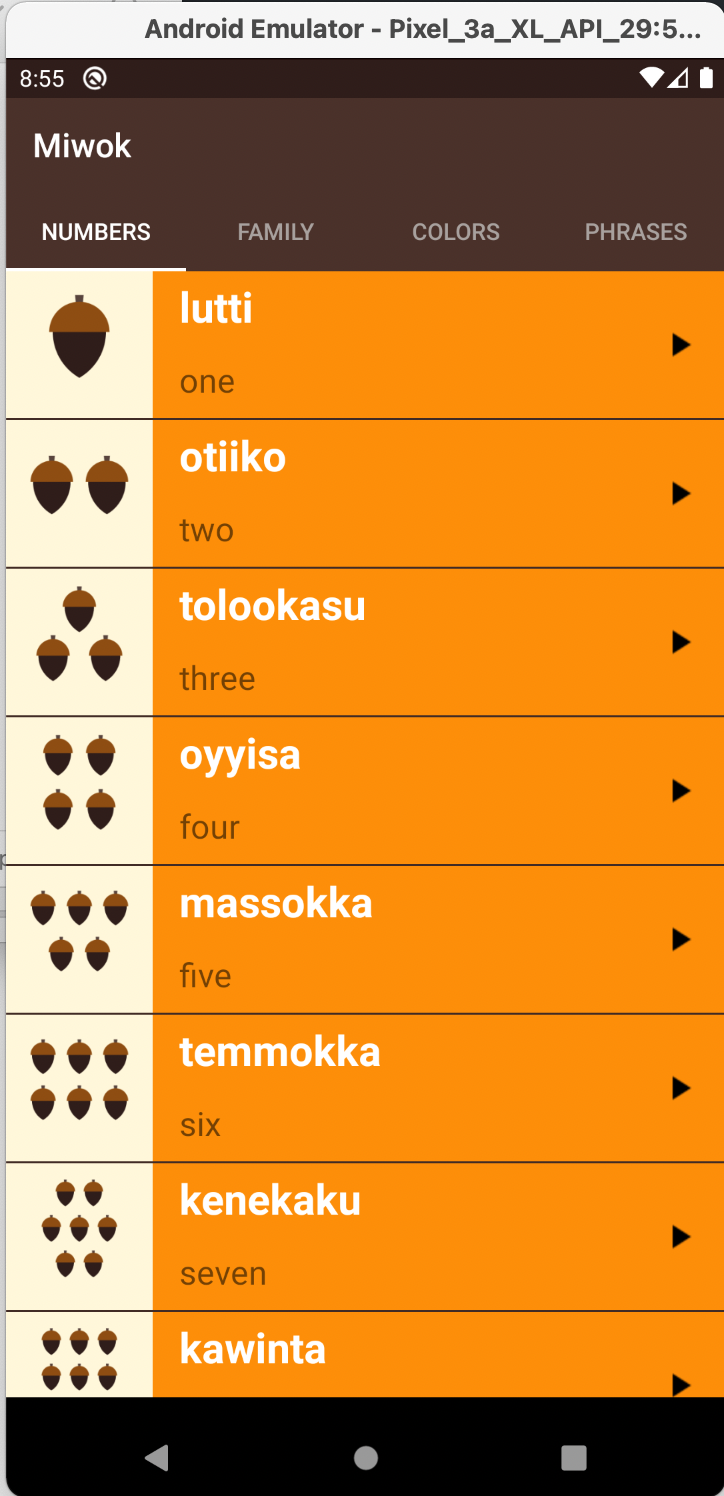 Android Emulator - Pixel_3a_XL_API_29:5...
8:55
Miwok
NUMBERS FAMILY COLORS PHRASES
lutti
one
otiiko
two
tolookasu
three
oyyisa
four
massokka
five
temmokka
six
kenekaku
seven
kawinta